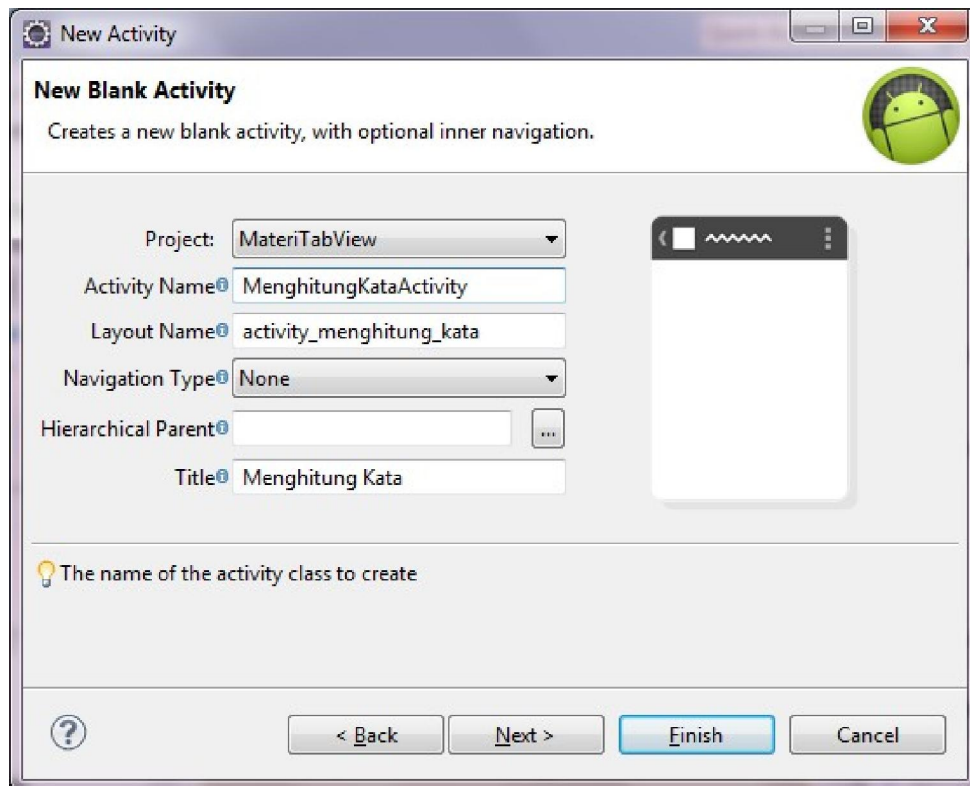 New Activity
New Blank Activity
Creates a new blank activity, with optional inner navigation.
Project: MateriTabView
Activity Name MenghitungKataActivity
Layout Name activity_menghitung_kata
Navigation Type None
Hierarchical Parent ...
Title Menghitung Kata
The name of the activity class to create
? < Back Next > Finish Cancel